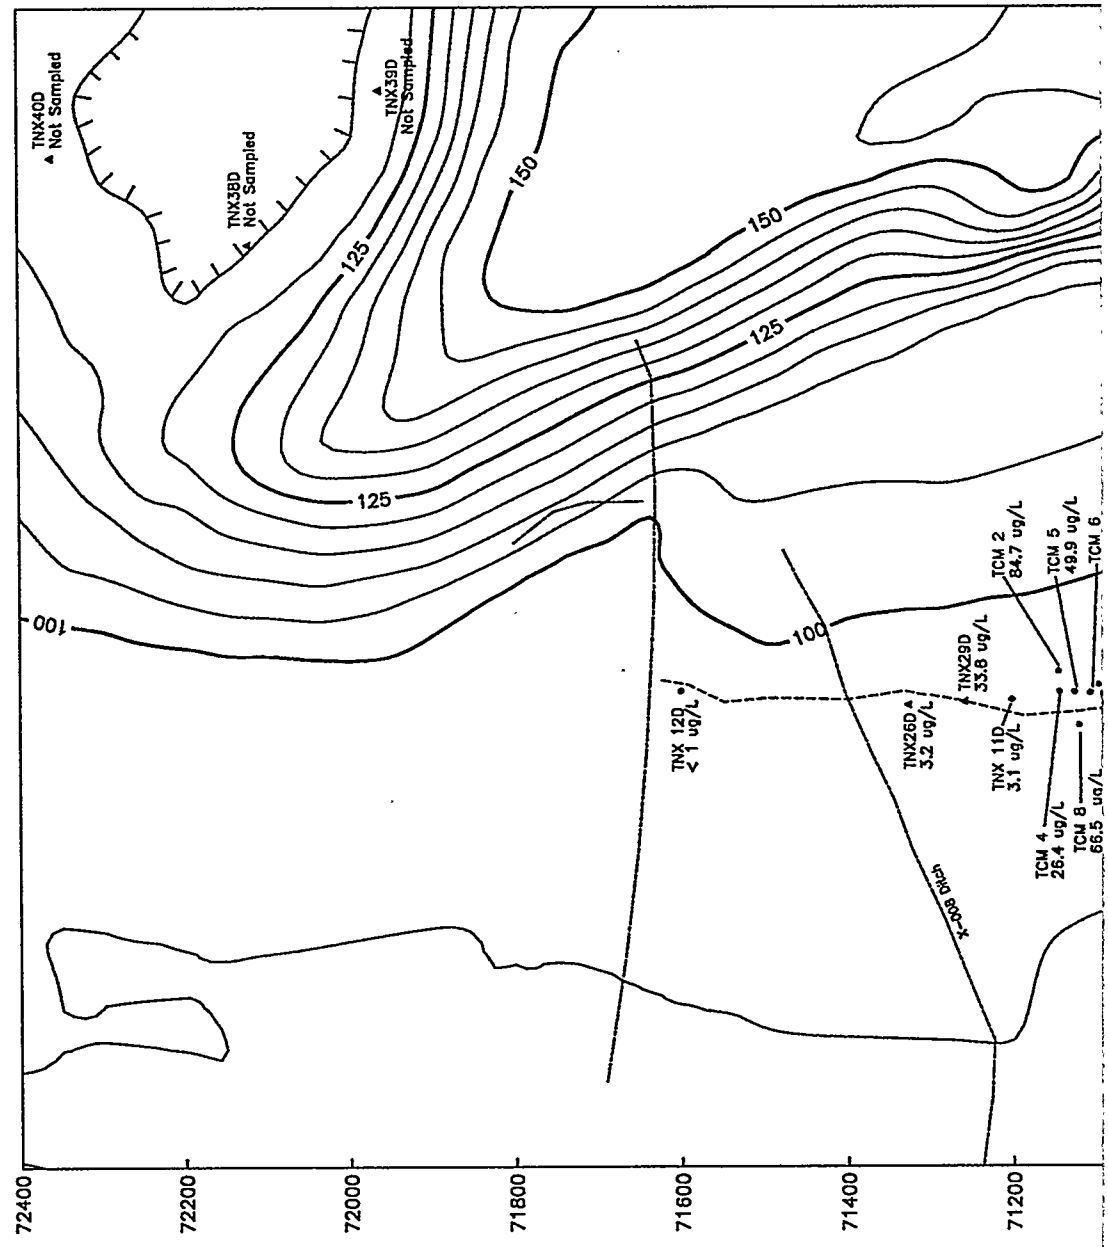 TNX40D
Not Sampled
TNX38D
Not Sampled
TNX39D
Not Sampled
150
150
125
125
125
100
100
TCM 2
84.7 ug/L
TCM 5
49.9 ug/L
TCM 6
TNX29D
33.8 ug/L
TNX 12D
< 1 ug/L
TNX26D
3.2 ug/L
TNX 11D
3.1 ug/L
TCM 4
26.4 ug/L
TCM 8
66.5 ug/L
X-008 Ditch
72400
72200
72000
71800
71600
71400
71200